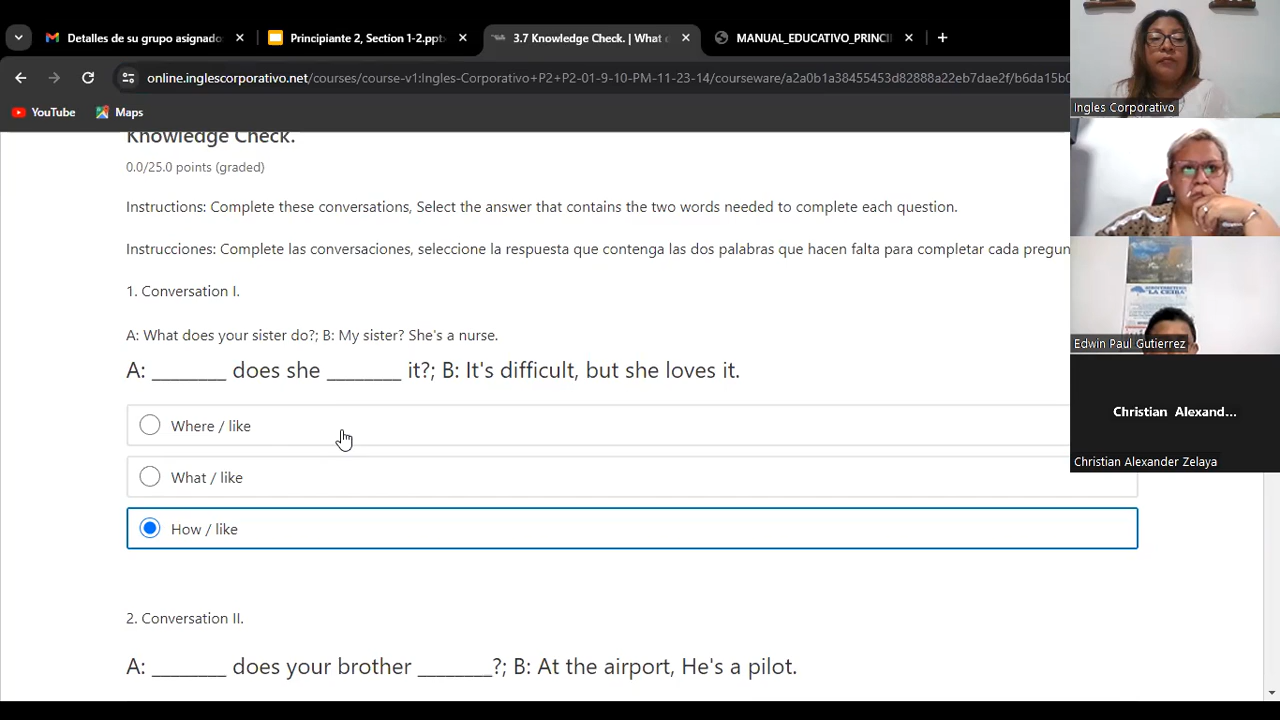 Detalles de su grupo asignado
Principiante 2, Section 1-2.ppt
3.7 Knowledge Check. | What
MANUAL_EDUCATIVO_PRINCI
online.inglescorporativo.net/courses/course-v1:Ingles-Corporativo+P2+P2-01-9-10-PM-11-23-14/courseware/a2a0b1a38455453d82888a22eb7dae2f/b6da15b0
YouTube
Maps
Knowledge Check.
0.0/25.0 points (graded)
Instructions: Complete these conversations, Select the answer that contains the two words needed to complete each question.
Instrucciones: Complete las conversaciones, seleccione la respuesta que contenga las dos palabras que hacen falta para completar cada pregun
1. Conversation I.
A: What does your sister do?; B: My sister? She's a nurse.
A: ________ does she ________ it?; B: It's difficult, but she loves it.
Where / like
What / like
How / like
2. Conversation II.
A: ________ does your brother ________?; B: At the airport, He's a pilot.
Ingles Corporativo
"LA CEIBA"
Edwin Paul Gutierrez
Christian Alexand...
Christian Alexander Zelaya